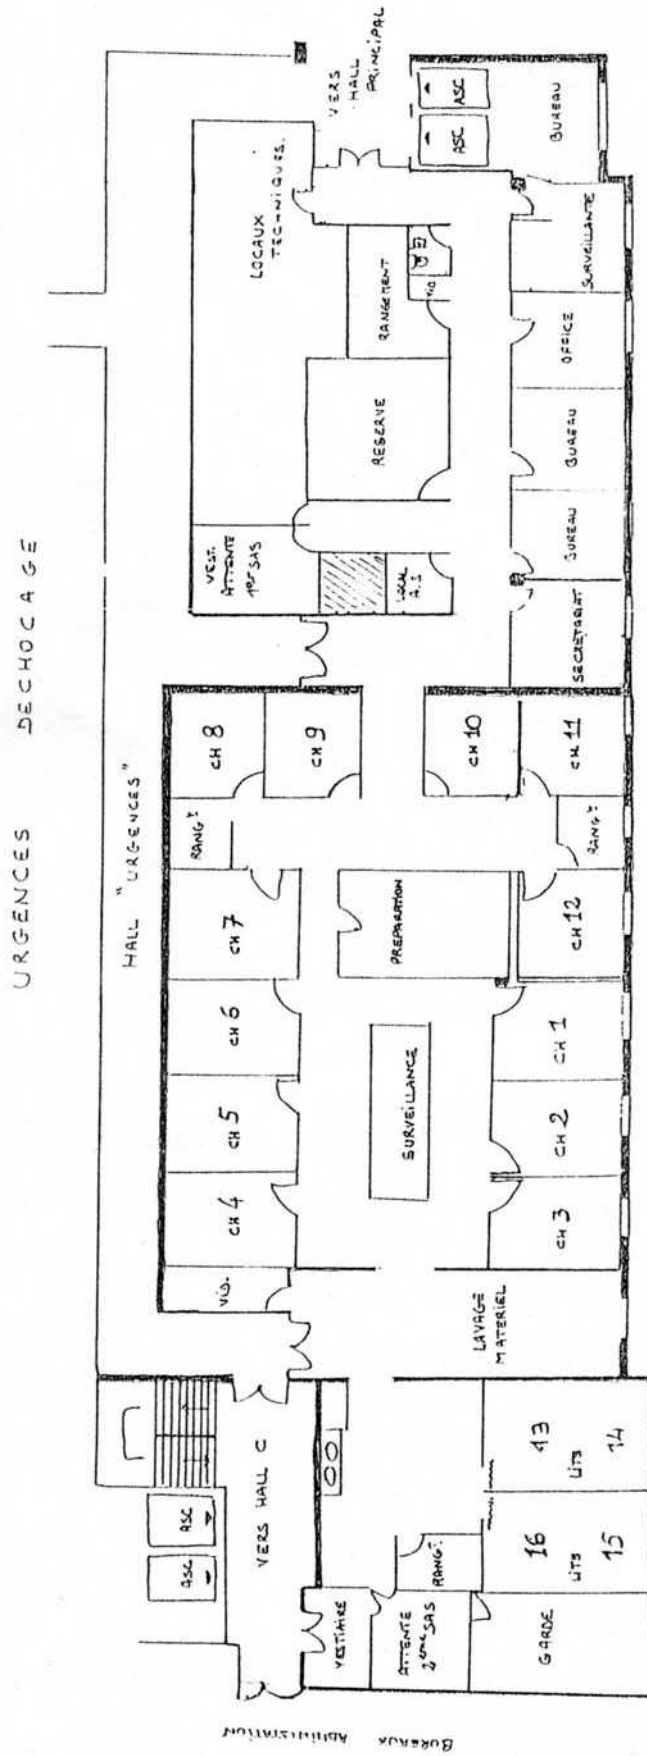 URGENCES DECHOCAGE
HALL "URGENCES"
VERS
HALL
PRINCIPAL
LOCAUX
TECHNIQUES.
ASC
ASC
BUREAU
RANGEMENT
VID
SURVEILLANTE
OFFICE
RESERVE
BUREAU
BUREAU
VEST.
ATTENTE
1er SAS
LOCAL
A.S
SECRETARIAT
CH 8
CH 9
CH 10
CH 11
RANGt
RANGt
CH 7
PREPARATION
CH 12
CH 6
SURVEILLANCE
CH 1
CH 5
CH 2
CH 4
CH 3
VID.
LAVAGE
MATERIEL
ASC
ASC
VERS HALL C
13
LITS
14
16
LITS
15
RANGt
VESTIAIRE
ATTENTE
2ème SAS
GARDE
BUREAUX ADMINISTRATION